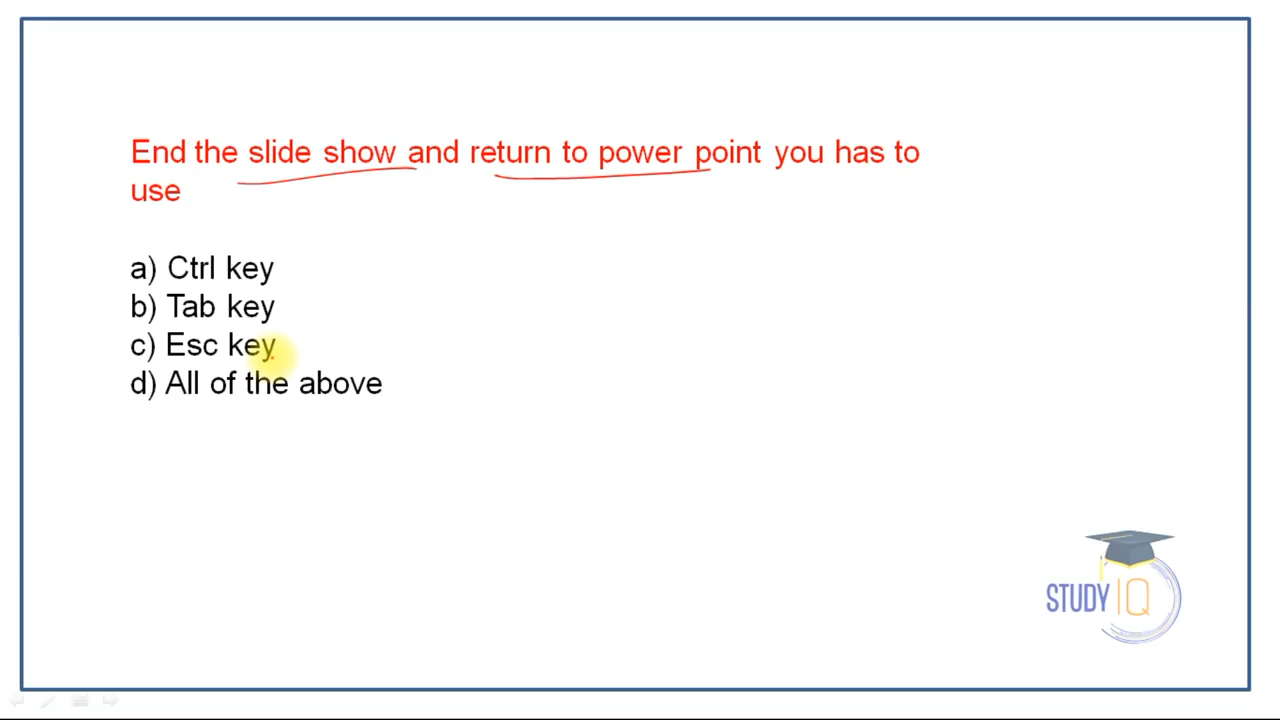 End the slide show and return to power point you has to
use
a) Ctrl key
b) Tab key
c) Esc key
d) All of the above
STUDY IQ